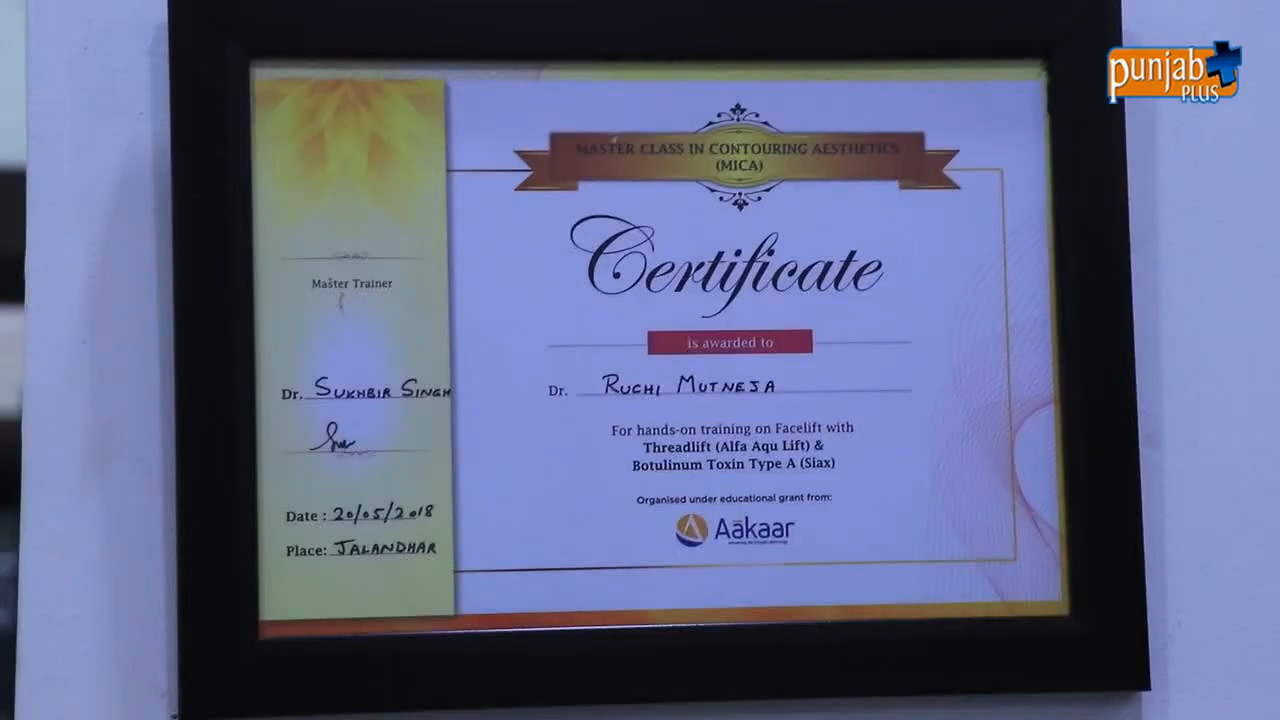 punjab
PLUS
MASTER CLASS IN CONTOURING AESTHETICS
(MICA)
Certificate
is awarded to
Dr. RUCHI MUTNEJA
For hands-on training on Facelift with
Threadlift (Alfa Aqu Lift) &
Botulinum Toxin Type A (Siax)
Organised under educational grant from:
Aakaar
Master Trainer
Dr. SUKHBIR SINGH
Date : 20/05/2018
Place: JALANDHAR